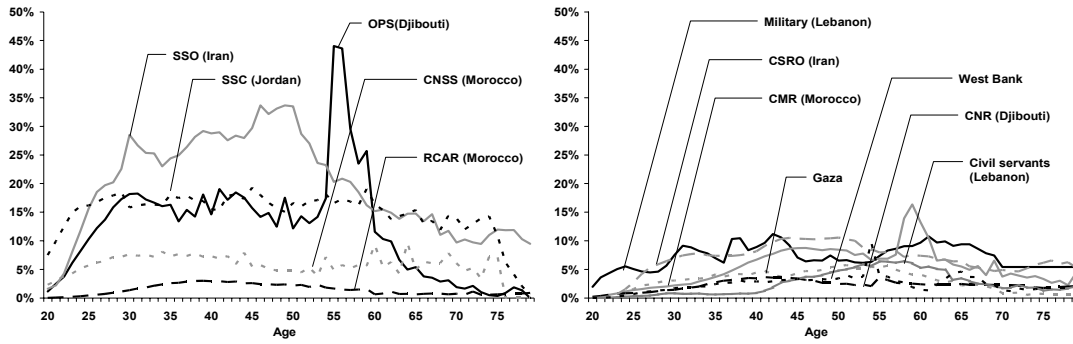 50%
45%
40%
35%
30%
25%
20%
15%
10%
5%
0%
20 25 30 35 40 45 50 55 60 65 70 75
Age
OPS(Djibouti)
SSO (Iran)
SSC (Jordan)
CNSS (Morocco)
RCAR (Morocco)
50%
45%
40%
35%
30%
25%
20%
15%
10%
5%
0%
20 25 30 35 40 45 50 55 60 65 70 75
Age
Military (Lebanon)
CSRO (Iran)
West Bank
CMR (Morocco)
CNR (Djibouti)
Civil servants
(Lebanon)
Gaza